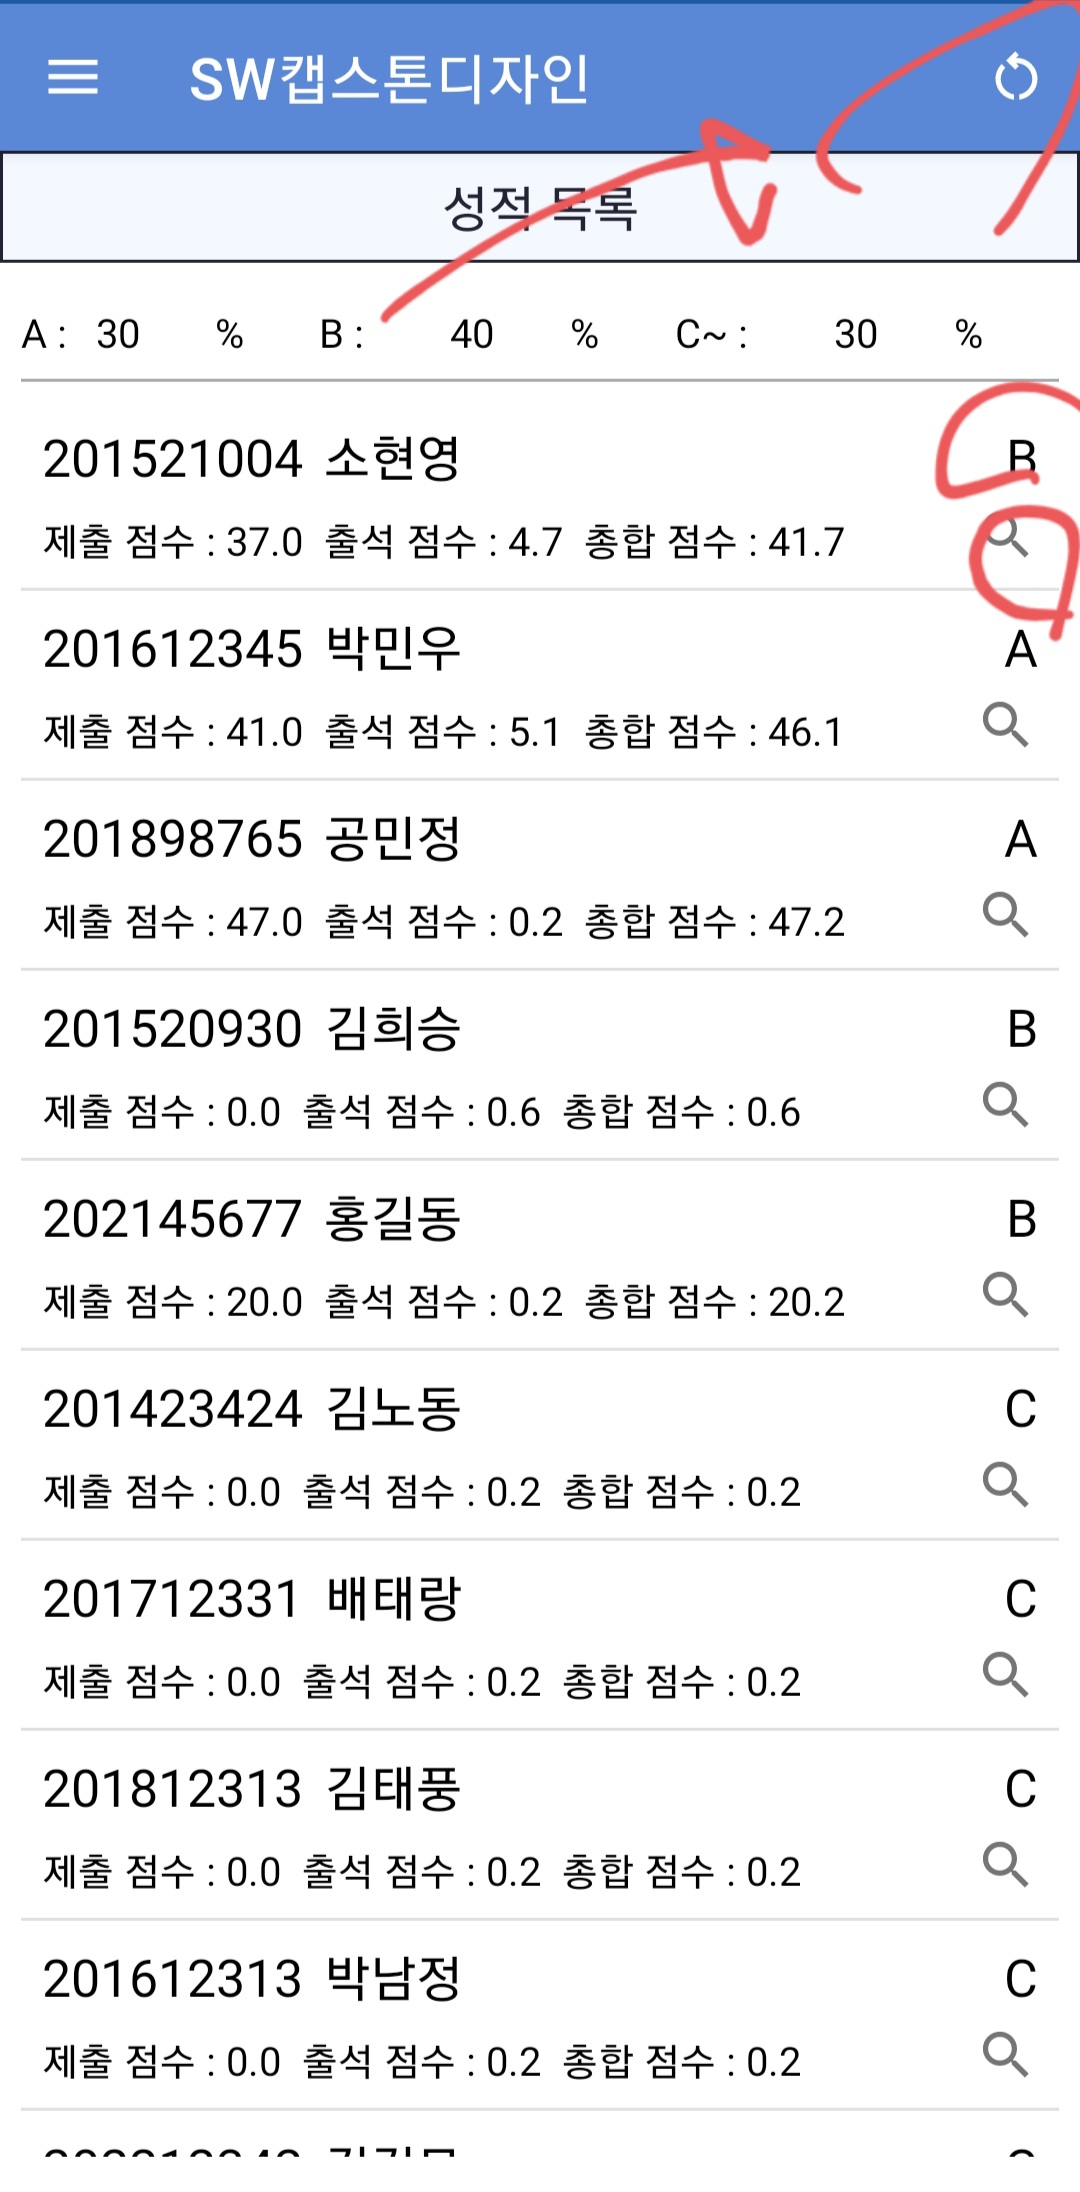 SW캡스톤디자인
성적 목록
A : 30 % B : 40 % C~ : 30 %
201521004 소현영 B
제출 점수 : 37.0 출석 점수 : 4.7 총합 점수 : 41.7
201612345 박민우 A
제출 점수 : 41.0 출석 점수 : 5.1 총합 점수 : 46.1
201898765 공민정 A
제출 점수 : 47.0 출석 점수 : 0.2 총합 점수 : 47.2
201520930 김희승 B
제출 점수 : 0.0 출석 점수 : 0.6 총합 점수 : 0.6
202145677 홍길동 B
제출 점수 : 20.0 출석 점수 : 0.2 총합 점수 : 20.2
201423424 김노동 C
제출 점수 : 0.0 출석 점수 : 0.2 총합 점수 : 0.2
201712331 배태랑 C
제출 점수 : 0.0 출석 점수 : 0.2 총합 점수 : 0.2
201812313 김태풍 C
제출 점수 : 0.0 출석 점수 : 0.2 총합 점수 : 0.2
201612313 박남정 C
제출 점수 : 0.0 출석 점수 : 0.2 총합 점수 : 0.2